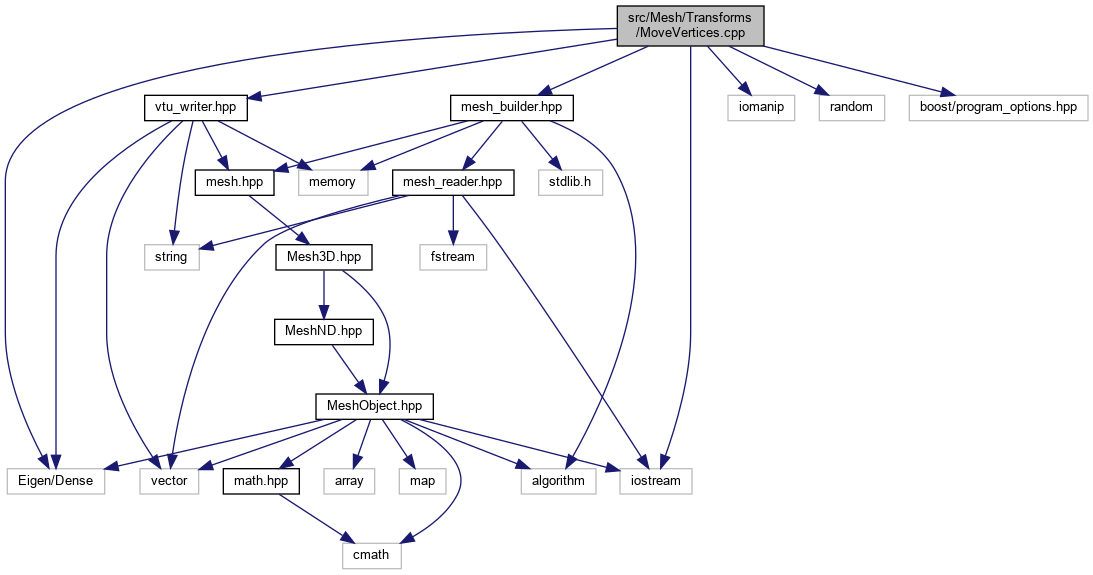 src/Mesh/Transforms
/MoveVertices.cpp
vtu_writer.hpp
mesh_builder.hpp
iomanip
random
boost/program_options.hpp
mesh.hpp
memory
mesh_reader.hpp
stdlib.h
string
Mesh3D.hpp
fstream
MeshND.hpp
MeshObject.hpp
Eigen/Dense
vector
math.hpp
array
map
algorithm
iostream
cmath